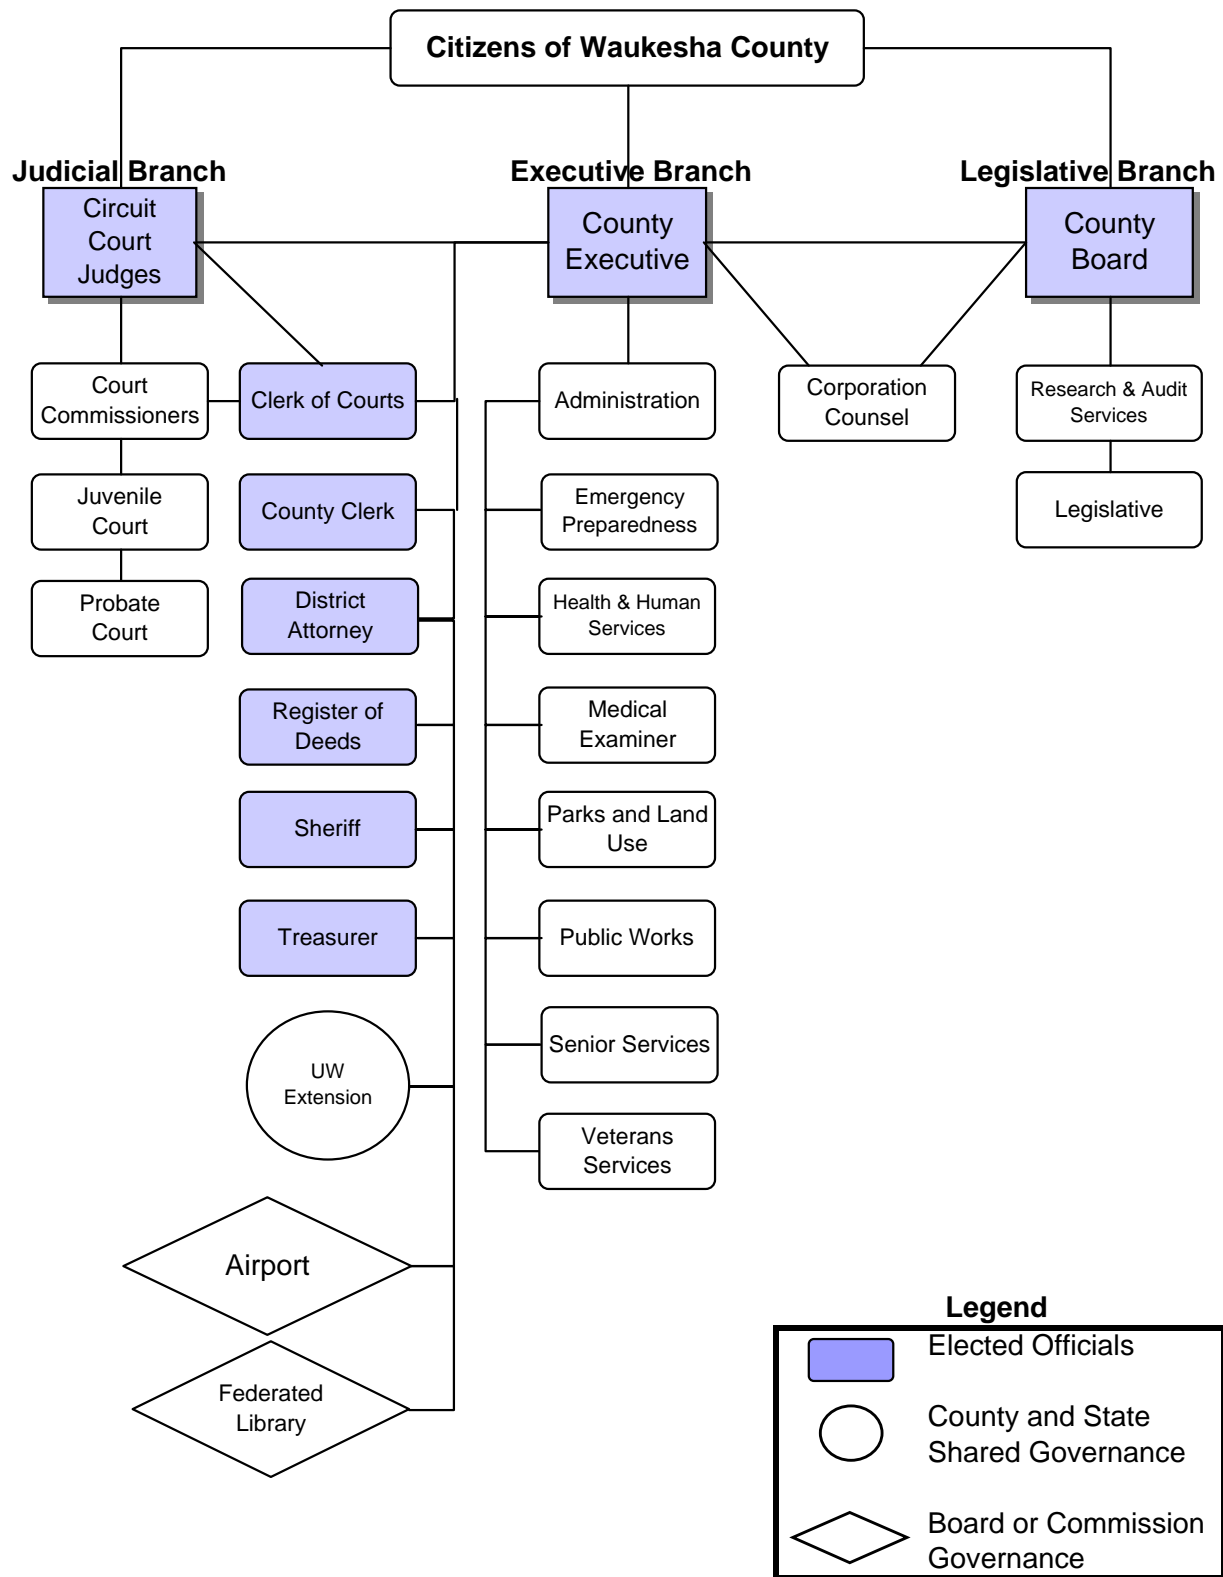 Citizens of Waukesha County
Judicial Branch
Executive Branch
Legislative Branch
Circuit
Court
Judges
County
Executive
County
Board
Court
Commissioners
Clerk of Courts
Administration
Corporation
Counsel
Research & Audit
Services
Juvenile
Court
County Clerk
Emergency
Preparedness
Legislative
Probate
Court
District
Attorney
Health & Human
Services
Register of
Deeds
Medical
Examiner
Sheriff
Parks and Land
Use
Treasurer
Public Works
UW
Extension
Senior Services
Veterans
Services
Airport
Federated
Library
Legend
Elected Officials
County and State
Shared Governance
Board or Commission
Governance